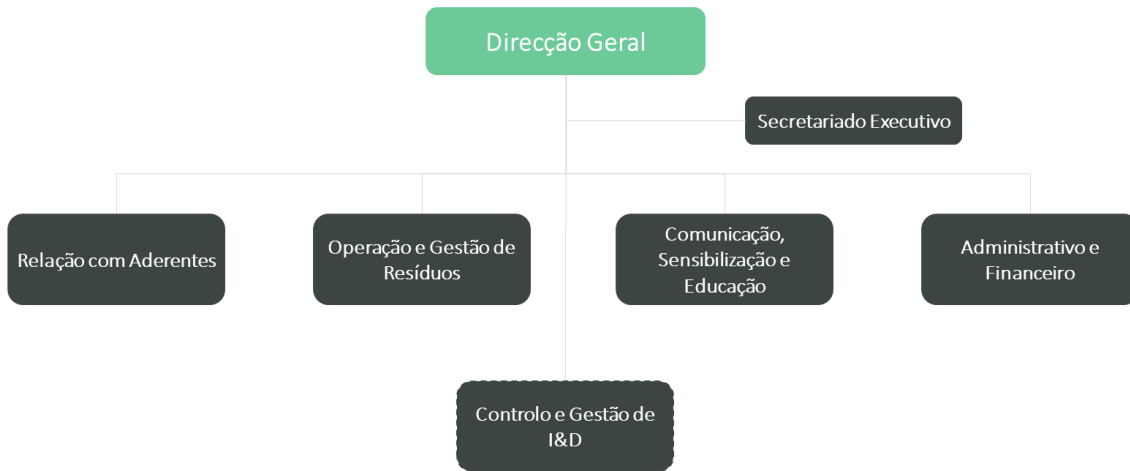 Direcção Geral
Secretariado Executivo
Relação com Aderentes
Operação e Gestão de
Resíduos
Comunicação,
Sensibilização e
Educação
Administrativo e
Financeiro
Controlo e Gestão de
I&D